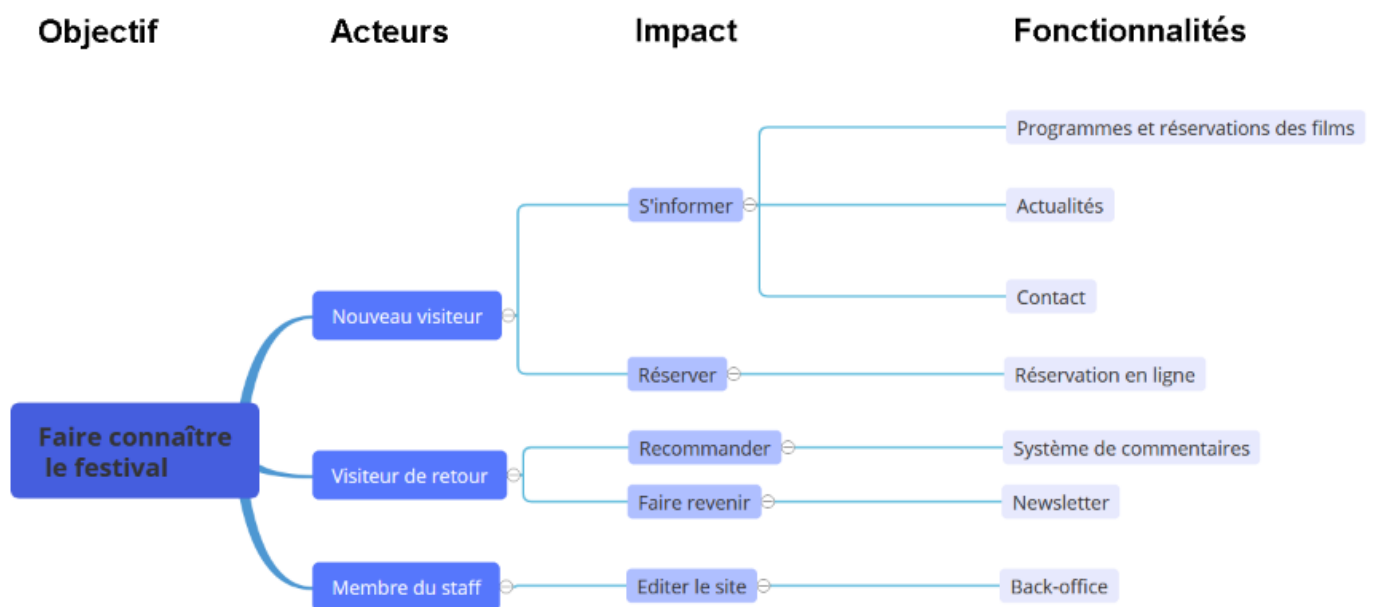 Objectif
Acteurs
Impact
Fonctionnalités
Programmes et réservations des films
S'informer
Actualités
Contact
Nouveau visiteur
Réserver
Réservation en ligne
Faire connaître
le festival
Visiteur de retour
Recommander
Système de commentaires
Faire revenir
Newsletter
Membre du staff
Editer le site
Back-office